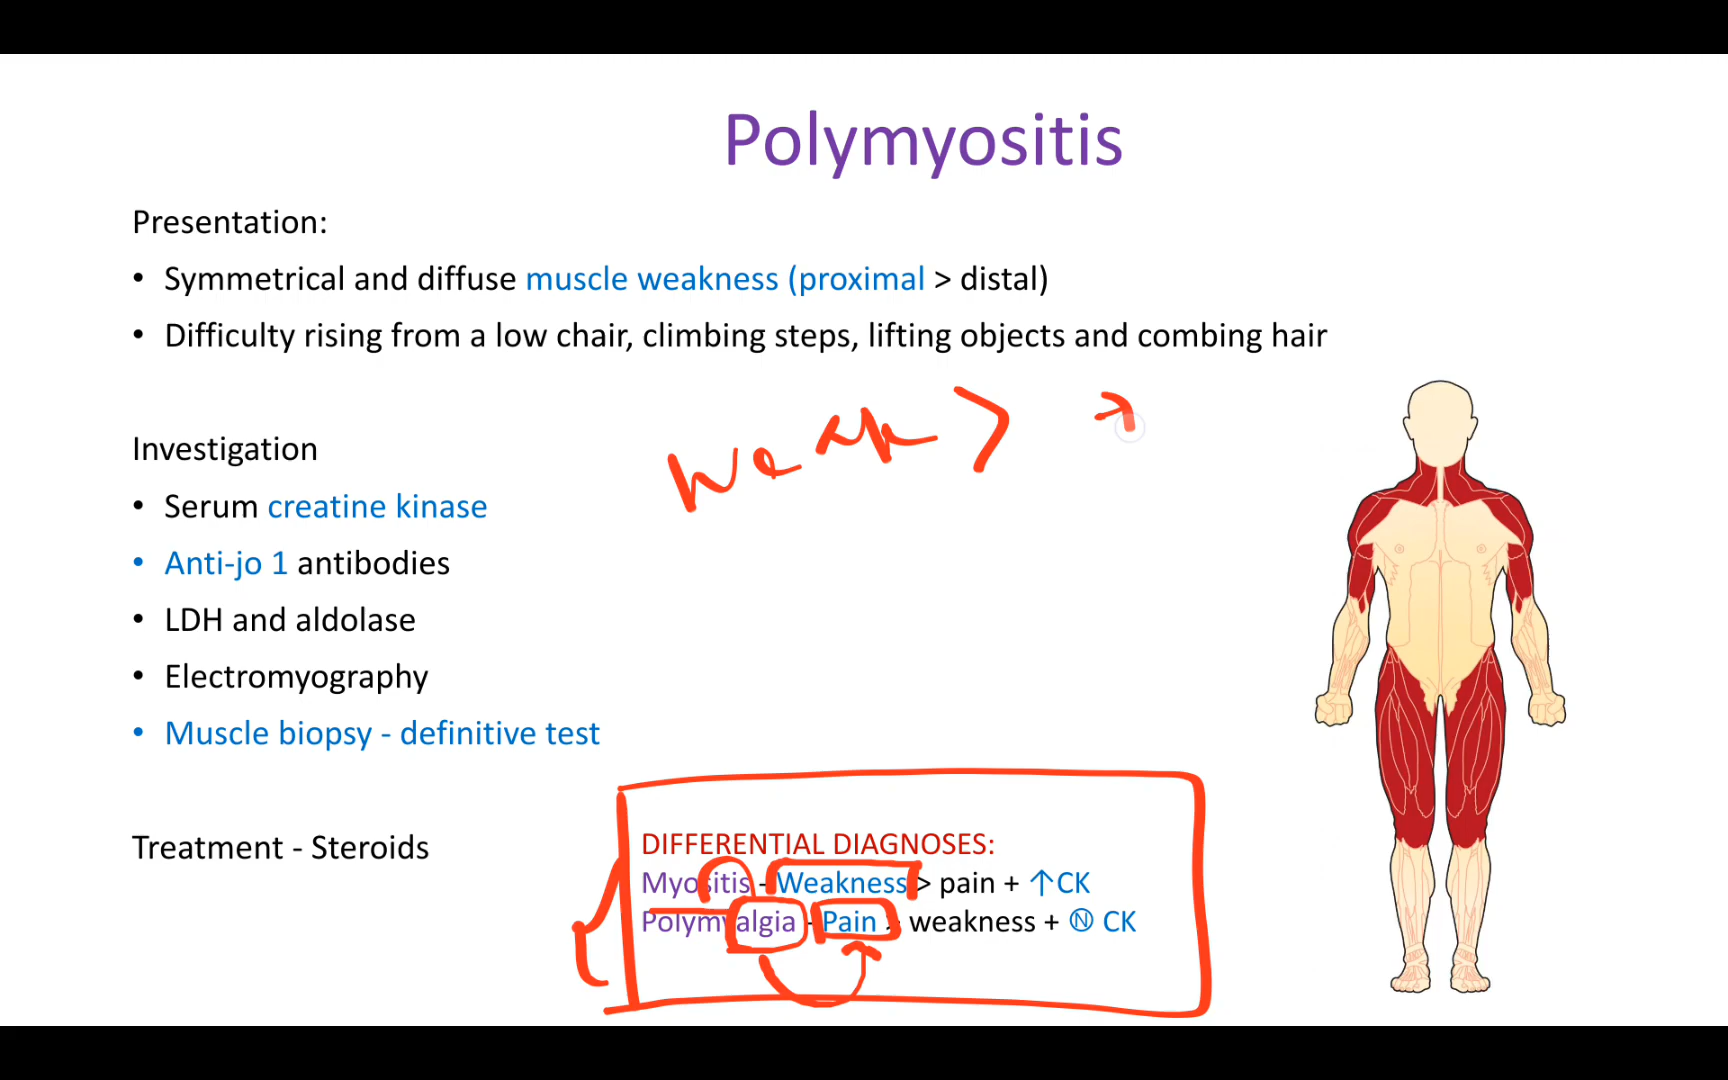 Polymyositis
Presentation:
• Symmetrical and diffuse muscle weakness (proximal > distal)
• Difficulty rising from a low chair, climbing steps, lifting objects and combing hair
weak >
Investigation
• Serum creatine kinase
• Anti-jo 1 antibodies
• LDH and aldolase
• Electromyography
• Muscle biopsy - definitive test
Treatment - Steroids
DIFFERENTIAL DIAGNOSES:
Myositis - Weakness > pain + ↑CK
Polymyalgia - Pain > weakness + Ⓝ CK